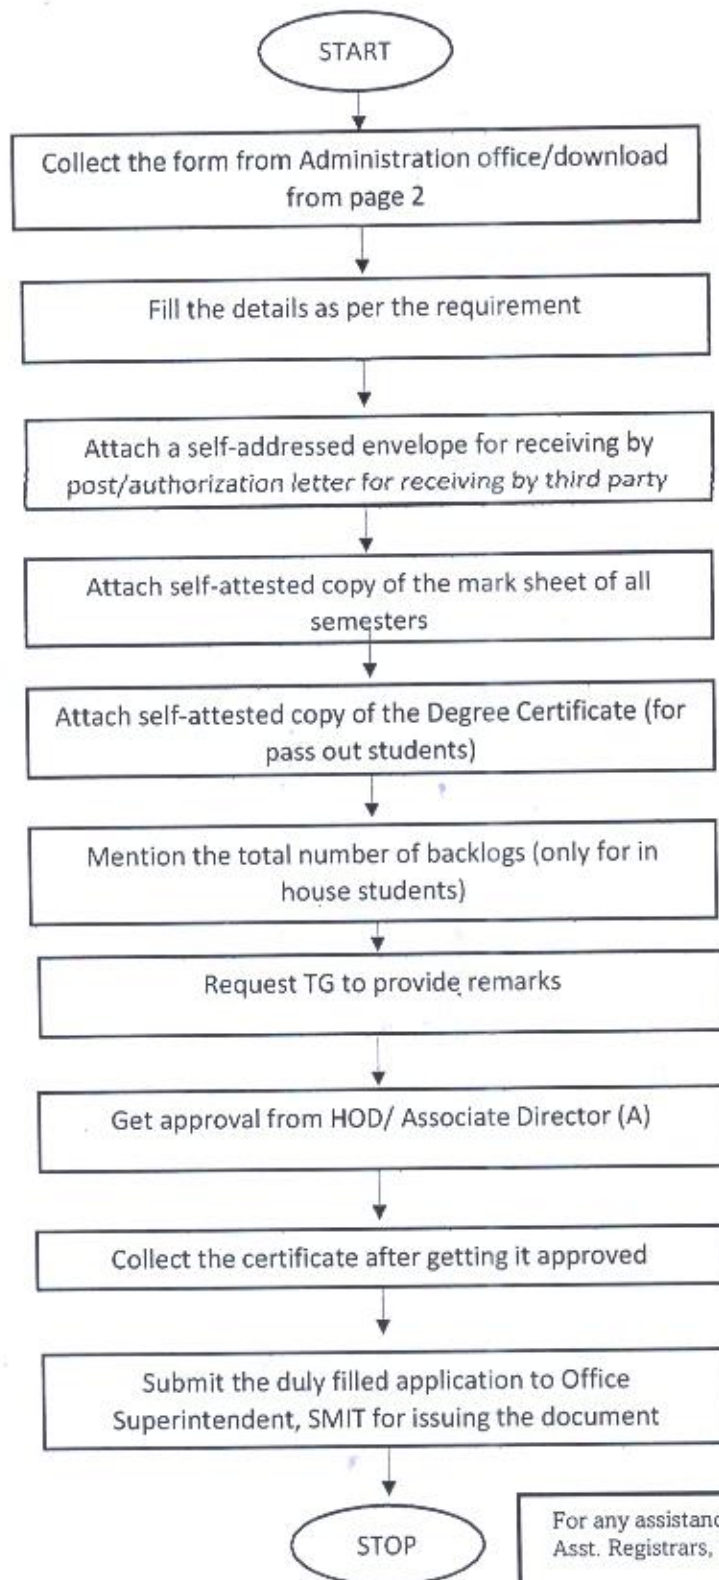 START
Collect the form from Administration office/download
from page 2
Fill the details as per the requirement
Attach a self-addressed envelope for receiving by
post/authorization letter for receiving by third party
Attach self-attested copy of the mark sheet of all
semesters
Attach self-attested copy of the Degree Certificate (for
pass out students)
Mention the total number of backlogs (only for in
house students)
Request TG to provide remarks
Get approval from HOD/ Associate Director (A)
Collect the certificate after getting it approved
Submit the duly filled application to Office
Superintendent, SMIT for issuing the document
STOP
For any assistanc
Asst. Registrars,